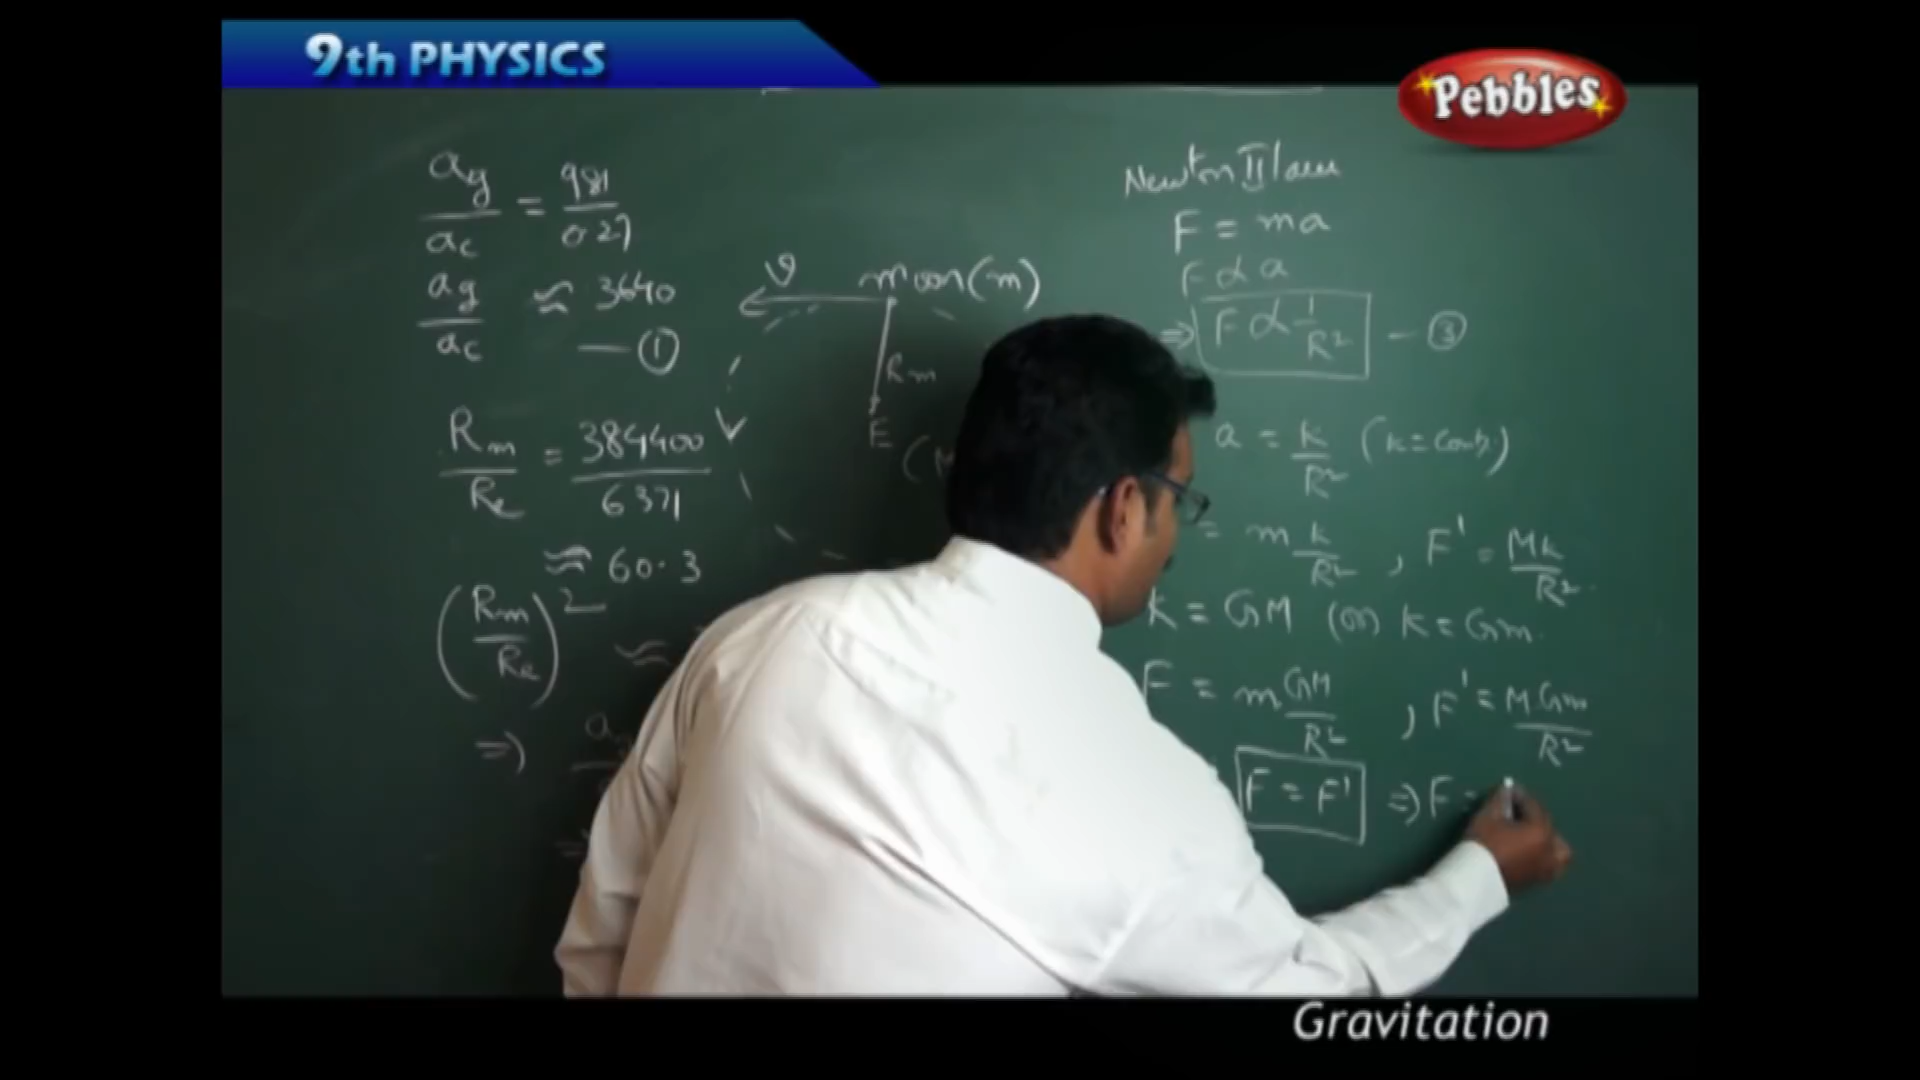 9th PHYSICS
Pebbles
ag/ac = 981/0.27
ag/ac ≈ 3640
— ①
Rm/Re = 384400/6371
≈ 60.3
(Rm/Re)² ≈
⇒
ϑ
moon(m)
Rm
E
(M
Newton II law
F = ma
F ∝ a
⇒ F ∝ 1/R² – ③
a = k/R² (k = const.)
= m k/R² , F' = Mk/R²
k = GM (or) k = Gm.
F = m GM/R² , F' = M.Gm/R²
F = F' ⇒ F =
Gravitation